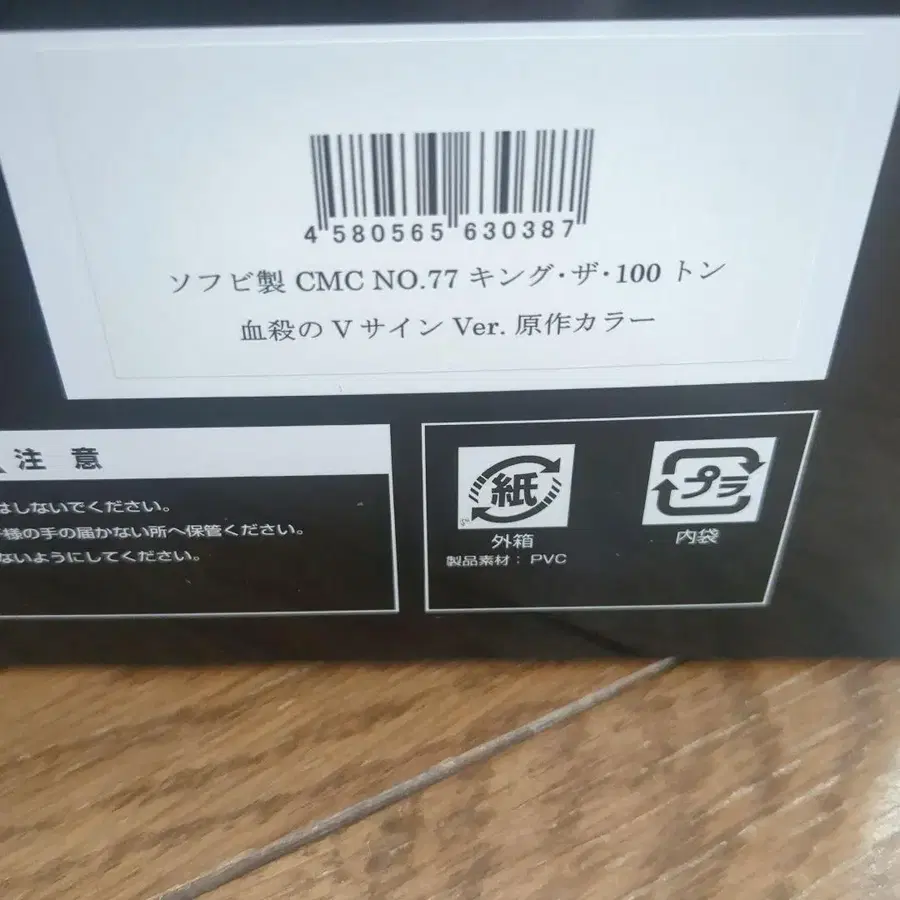 4 580565 630387
ソフビ製 CMC NO.77 キング・ザ・100 トン
血殺の V サイン Ver. 原作カラー
注 意
はしないでください。
様の手の届かない所へ保管ください。
ないようにしてください。
紙
外箱
製品素材： PVC
プラ
内袋